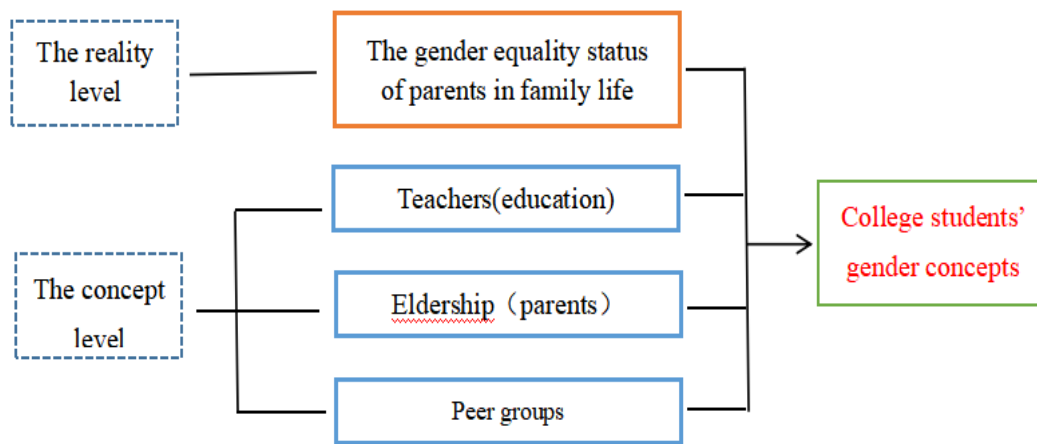 The reality
level
The gender equality status
of parents in family life
Teachers(education)
The concept
level
Eldership（parents）
Peer groups
College students’
gender concepts